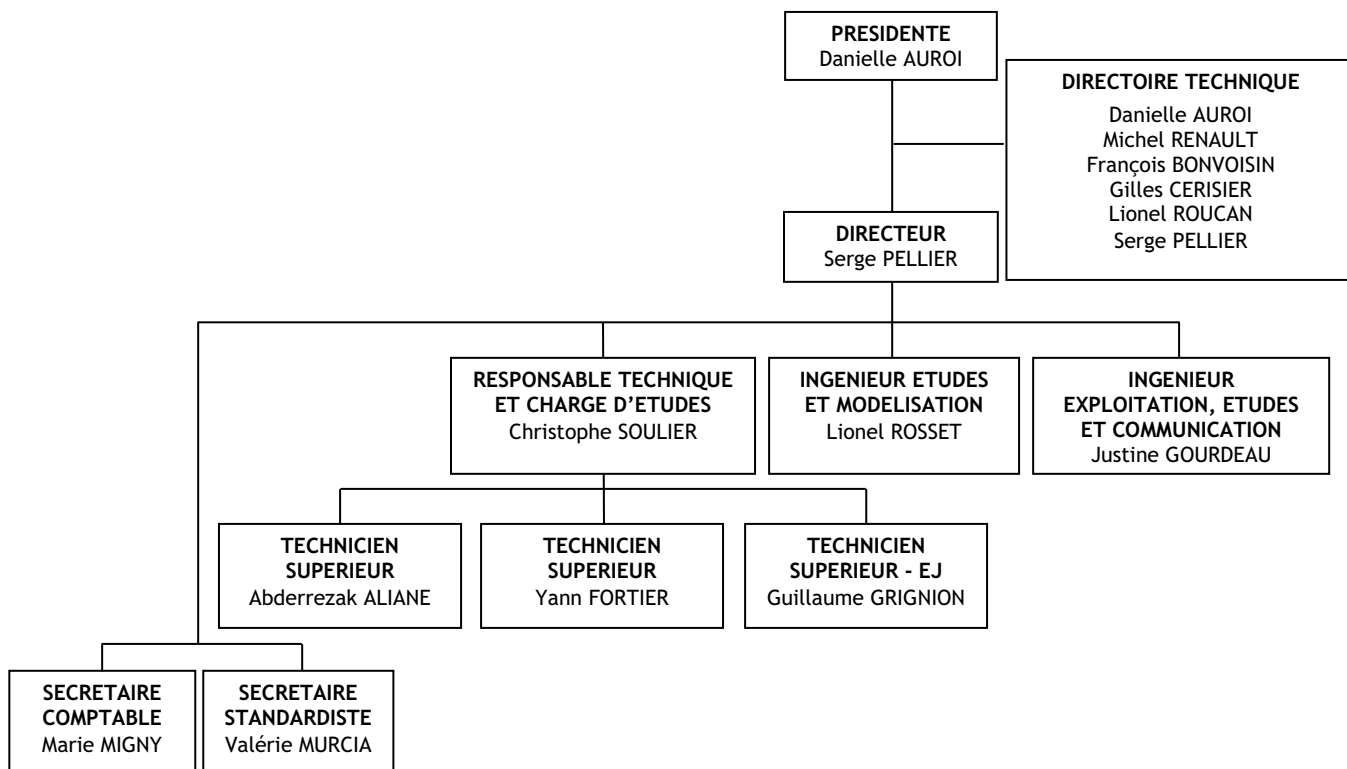 PRESIDENTE
Danielle AUROI
DIRECTOIRE TECHNIQUE
Danielle AUROI
Michel RENAULT
François BONVOISIN
Gilles CERISIER
Lionel ROUCAN
Serge PELLIER
DIRECTEUR
Serge PELLIER
RESPONSABLE TECHNIQUE
ET CHARGE D’ETUDES
Christophe SOULIER
INGENIEUR ETUDES
ET MODELISATION
Lionel ROSSET
INGENIEUR
EXPLOITATION, ETUDES
ET COMMUNICATION
Justine GOURDEAU
TECHNICIEN
SUPERIEUR
Abderrezak ALIANE
TECHNICIEN
SUPERIEUR
Yann FORTIER
TECHNICIEN
SUPERIEUR - EJ
Guillaume GRIGNION
SECRETAIRE
COMPTABLE
Marie MIGNY
SECRETAIRE
STANDARDISTE
Valérie MURCIA